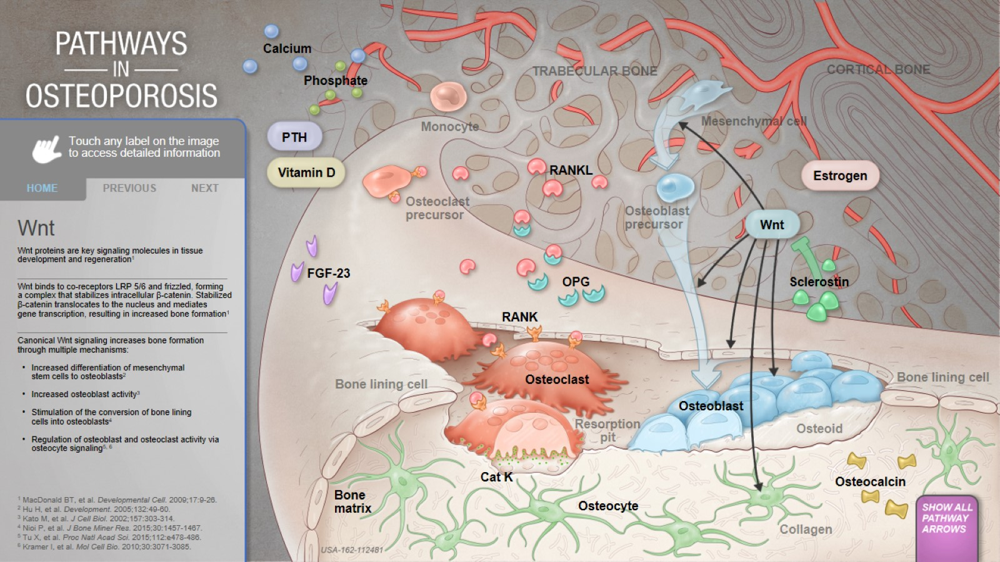 PATHWAYS
IN
OSTEOPOROSIS
Touch any label on the image
to access detailed information
HOME
PREVIOUS
NEXT
Wnt
Wnt proteins are key signaling molecules in tissue
development and regeneration¹
Wnt binds to co-receptors LRP 5/6 and frizzled, forming
a complex that stabilizes intracellular β-catenin. Stabilized
β-catenin translocates to the nucleus and mediates
gene transcription, resulting in increased bone formation¹
Canonical Wnt signaling increases bone formation
through multiple mechanisms:
• Increased differentiation of mesenchymal
stem cells to osteoblasts²
• Increased osteoblast activity³
• Stimulation of the conversion of bone lining
cells into osteoblasts⁴
• Regulation of osteoblast and osteoclast activity via
osteocyte signaling⁵, ⁶
¹ MacDonald BT, et al. Developmental Cell. 2009;17:9-26.
² Hu H, et al. Development. 2005;132:49-60.
³ Kato M, et al. J Cell Biol. 2002;157:303-314.
⁴ Nioi P, et al. J Bone Miner Res. 2015;30:1457-1467.
⁵ Tu X, et al. Proc Natl Acad Sci. 2015;112:e478-486.
⁶ Kramer I, et al. Mol Cell Bio. 2010;30:3071-3085.
Calcium
Phosphate
TRABECULAR BONE
CORTICAL BONE
Monocyte
Mesenchymal cell
PTH
Vitamin D
RANKL
Estrogen
Osteoclast
precursor
Osteoblast
precursor
Wnt
FGF-23
OPG
Sclerostin
RANK
Bone lining cell
Osteoclast
Bone lining cell
Osteoblast
Resorption
pit
Osteoid
Cat K
Osteocalcin
Bone
matrix
Osteocyte
Collagen
SHOW ALL
PATHWAY
ARROWS
USA-162-112481